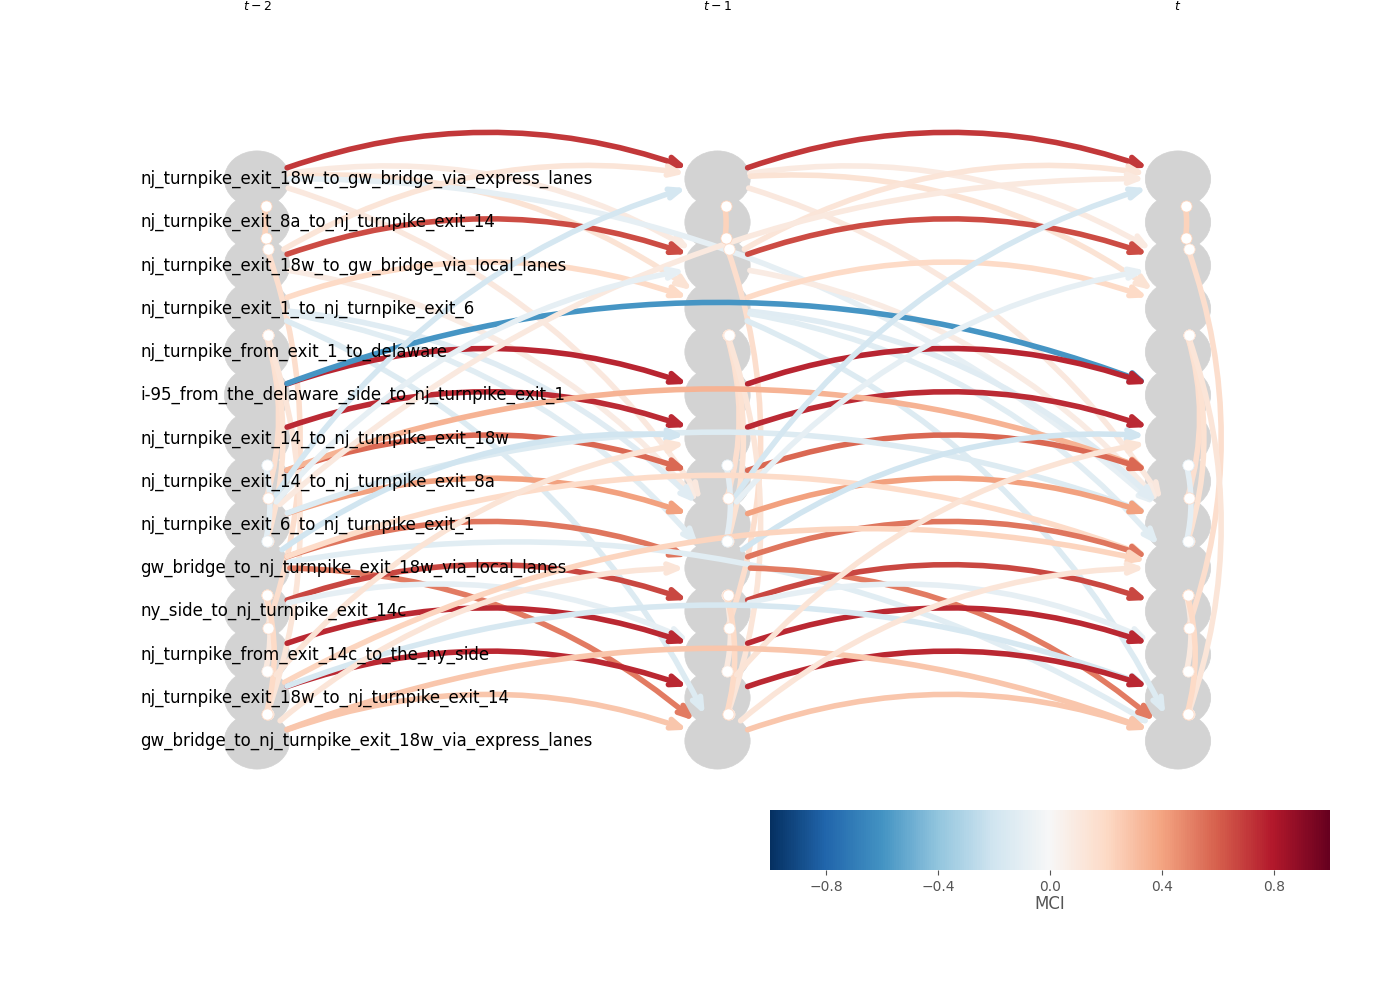 t − 2 t − 1 t
nj_turnpike_exit_18w_to_gw_bridge_via_express_lanes
nj_turnpike_exit_8a_to_nj_turnpike_exit_14
nj_turnpike_exit_18w_to_gw_bridge_via_local_lanes
nj_turnpike_exit_1_to_nj_turnpike_exit_6
nj_turnpike_from_exit_1_to_delaware
i-95_from_the_delaware_side_to_nj_turnpike_exit_1
nj_turnpike_exit_14_to_nj_turnpike_exit_18w
nj_turnpike_exit_14_to_nj_turnpike_exit_8a
nj_turnpike_exit_6_to_nj_turnpike_exit_1
gw_bridge_to_nj_turnpike_exit_18w_via_local_lanes
ny_side_to_nj_turnpike_exit_14c
nj_turnpike_from_exit_14c_to_the_ny_side
nj_turnpike_exit_18w_to_nj_turnpike_exit_14
gw_bridge_to_nj_turnpike_exit_18w_via_express_lanes
−0.8 −0.4 0.0 0.4 0.8
MCI